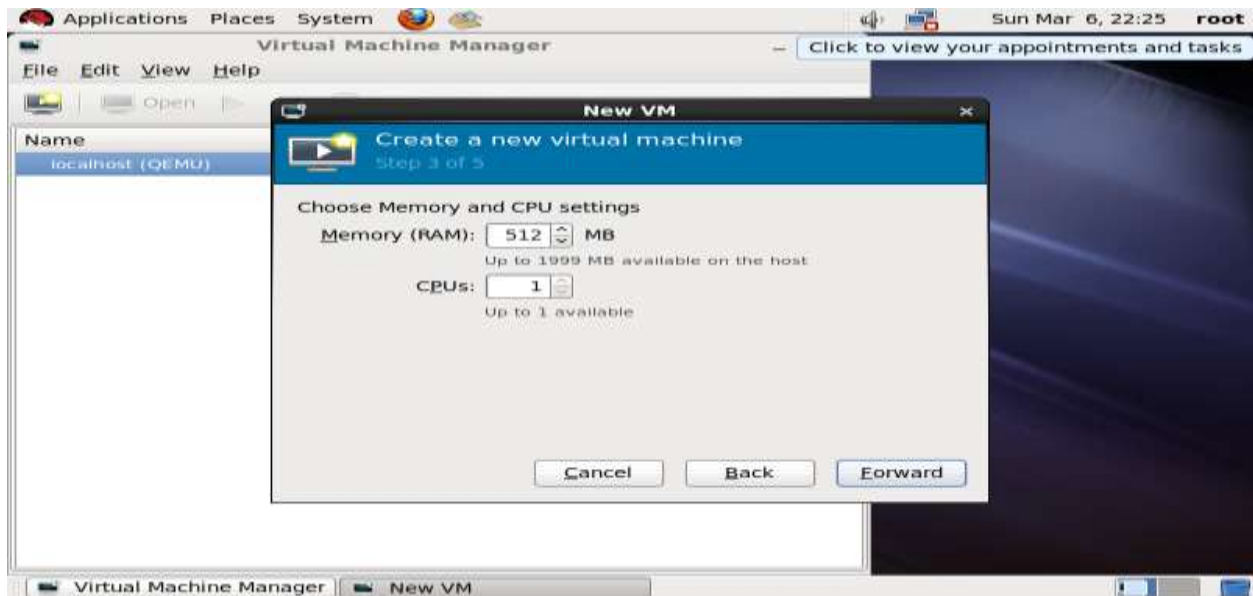 Applications Places System Sun Mar 6, 22:25 root
Virtual Machine Manager
Click to view your appointments and tasks
File Edit View Help
Open
New VM
Name
localhost (QEMU)
Create a new virtual machine
Step 3 of 5
Choose Memory and CPU settings
Memory (RAM): 512 MB
Up to 1999 MB available on the host
CPUs: 1
Up to 1 available
Cancel Back Forward
Virtual Machine Manager New VM